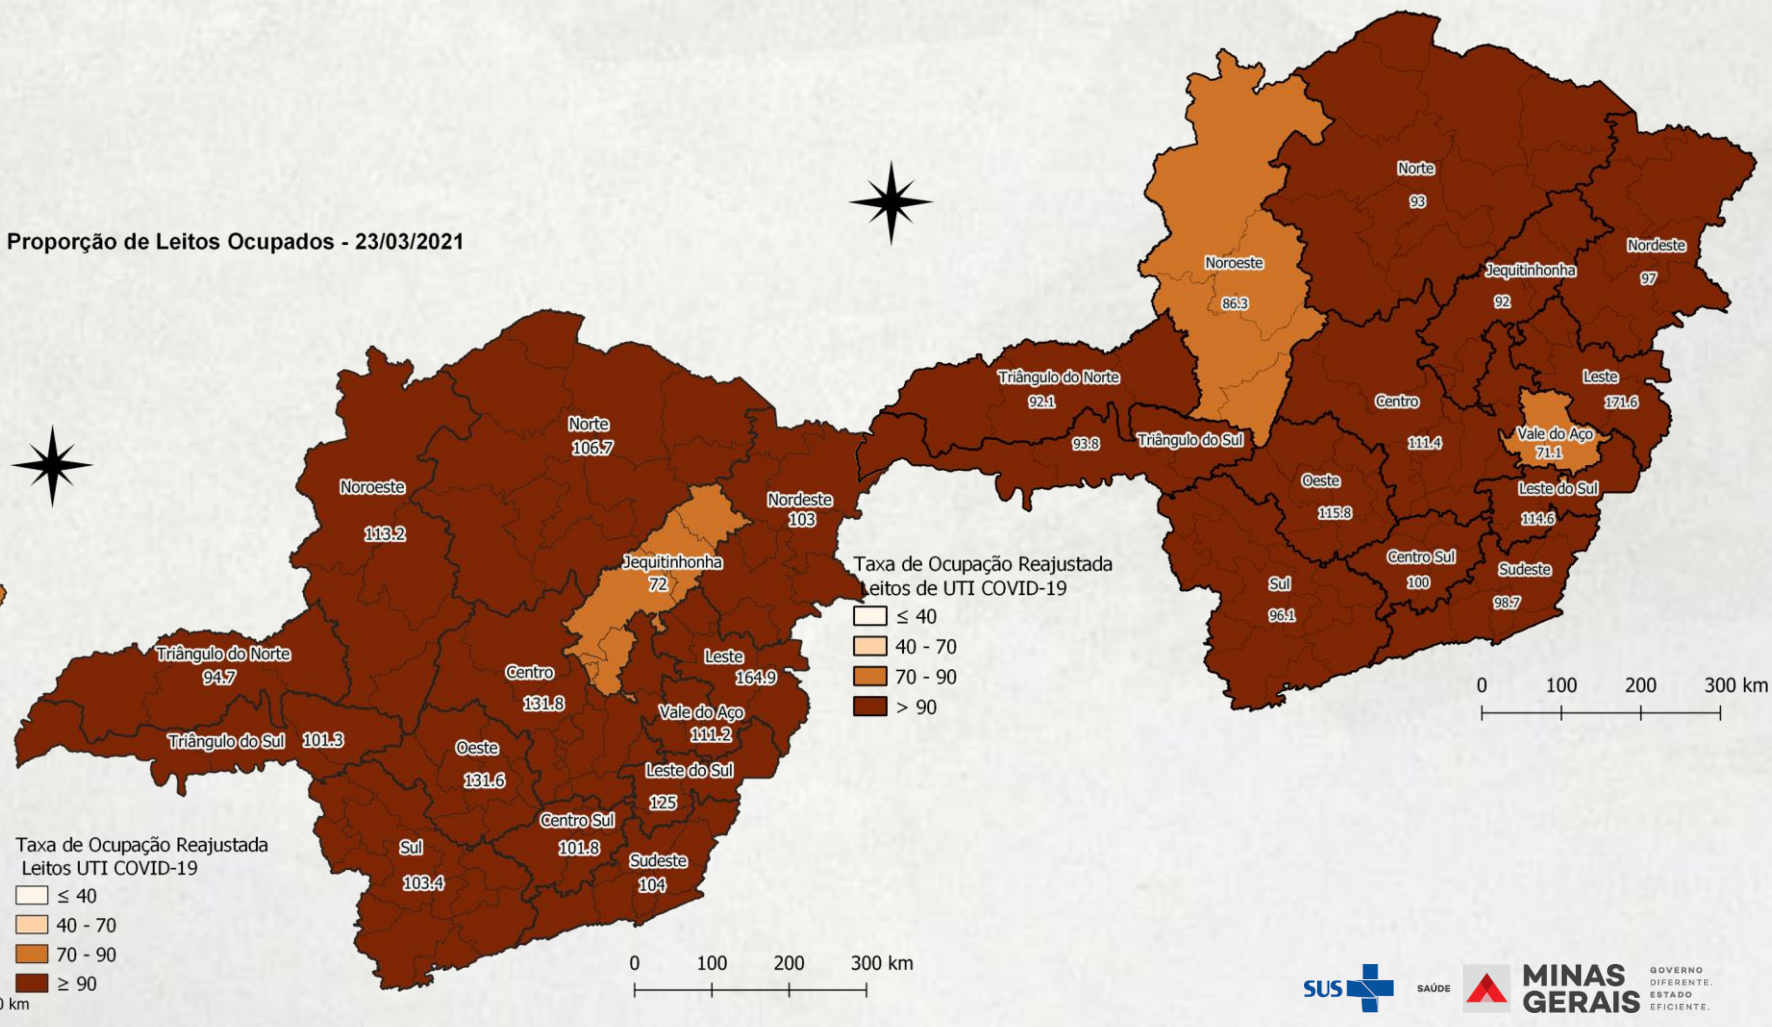 Proporção de Leitos Ocupados - 23/03/2021
Norte
106.7
Noroeste
113.2
Nordeste
103
Jequitinhonha
72
Triângulo do Norte
94.7
Centro
131.8
Leste
164.9
Vale do Aço
111.2
Triângulo do Sul
101.3
Oeste
131.6
Leste do Sul
125
Centro Sul
101.8
Sul
103.4
Sudeste
104
Taxa de Ocupação Reajustada
Leitos UTI COVID-19
≤ 40
40 - 70
70 - 90
≥ 90
0 km
0 100 200 300 km
Norte
93
Noroeste
86.3
Nordeste
97
Jequitinhonha
92
Triângulo do Norte
92.1
Leste
171.6
Centro
111.4
93.8
Triângulo do Sul
Vale do Aço
71.1
Oeste
115.8
Leste do Sul
114.6
Centro Sul
100
Sudeste
98.7
Sul
96.1
Taxa de Ocupação Reajustada
Leitos de UTI COVID-19
≤ 40
40 - 70
70 - 90
> 90
0 100 200 300 km
SUS
SAÚDE
MINAS
GERAIS
GOVERNO
DIFERENTE.
ESTADO
EFICIENTE.